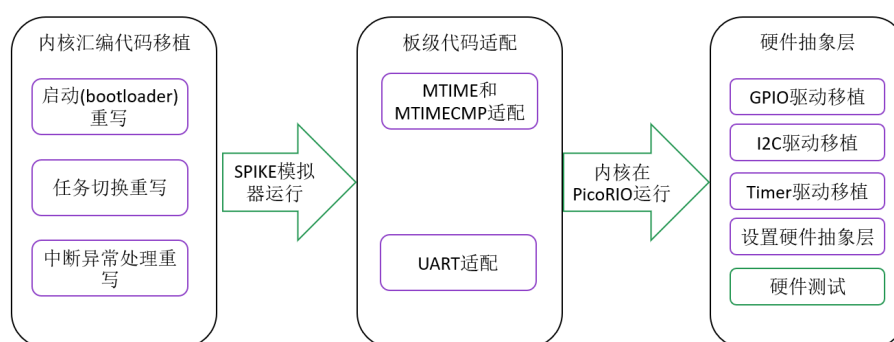 内核汇编代码移植
启动(bootloader)
重写
任务切换重写
中断异常处理重
写
SPIKE模拟
器运行
板级代码适配
MTIME和
MTIMECMP适配
UART适配
内核在
PicoRIO运行
硬件抽象层
GPIO驱动移植
I2C驱动移植
Timer驱动移植
设置硬件抽象层
硬件测试